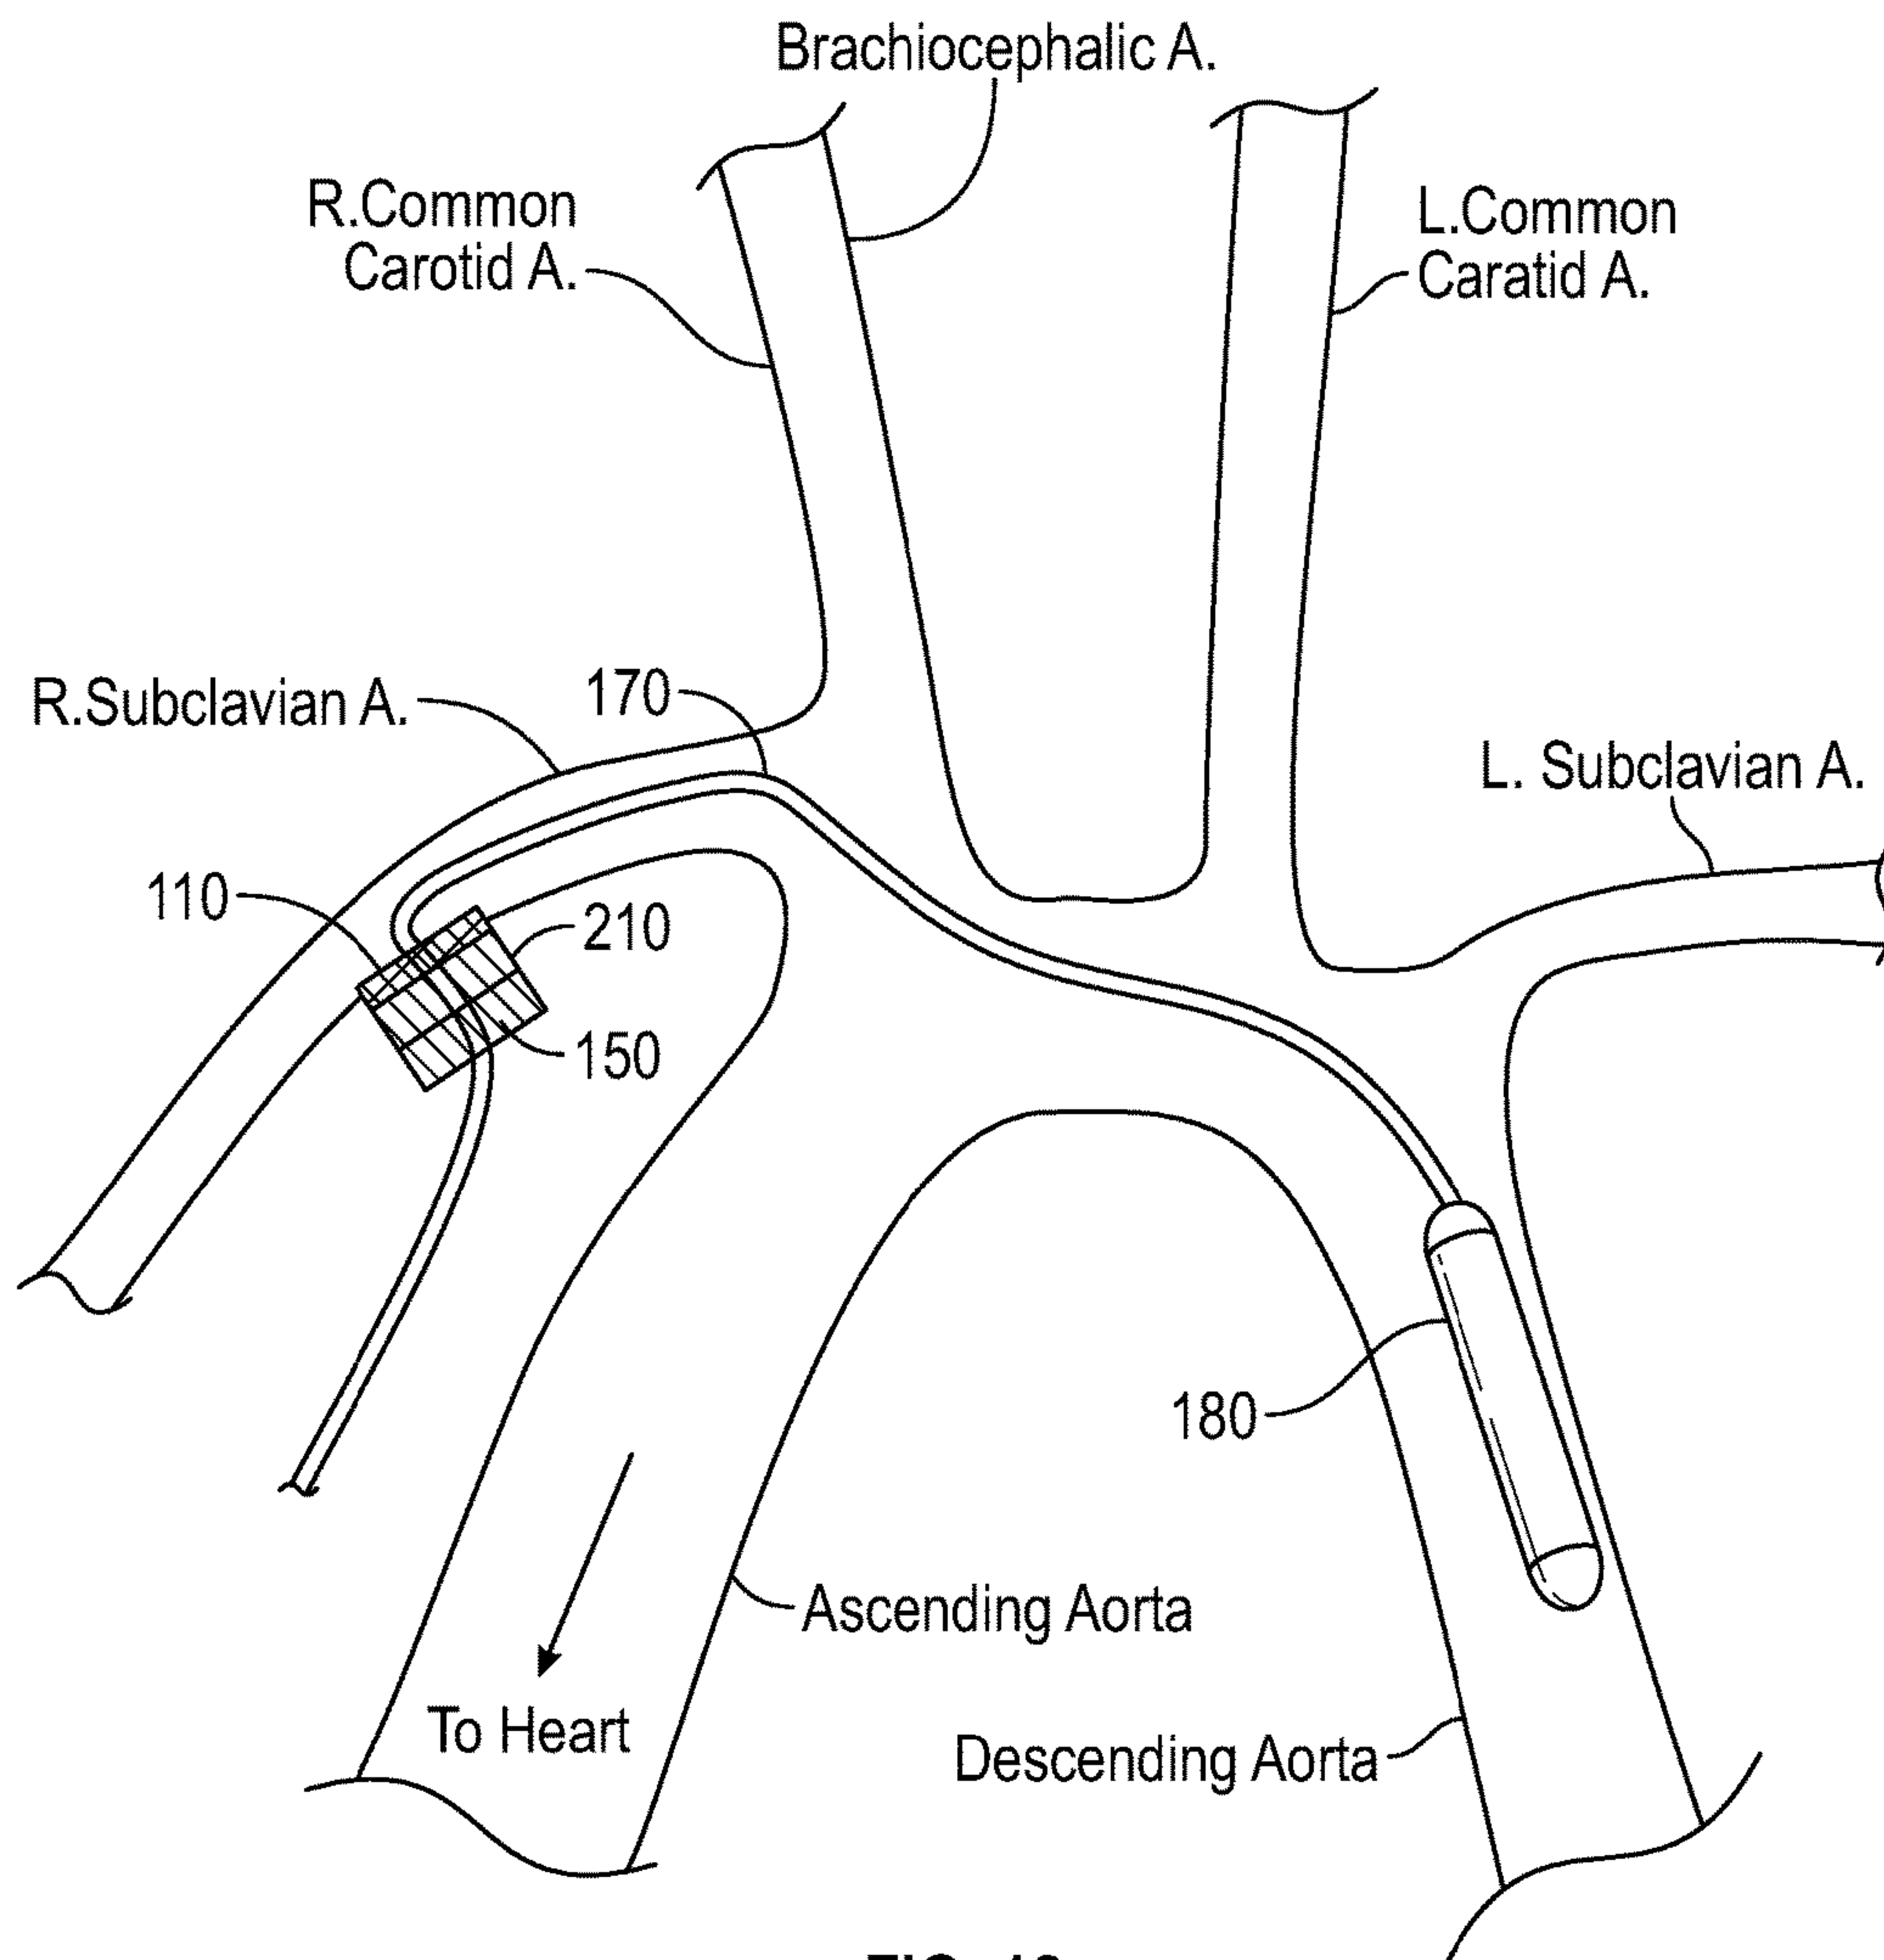 Brachiocephalic A.
R.Common
Carotid A.
L.Common
Caratid A.
R.Subclavian A.
170
L. Subclavian A.
110
210
150
180
Ascending Aorta
To Heart
Descending Aorta